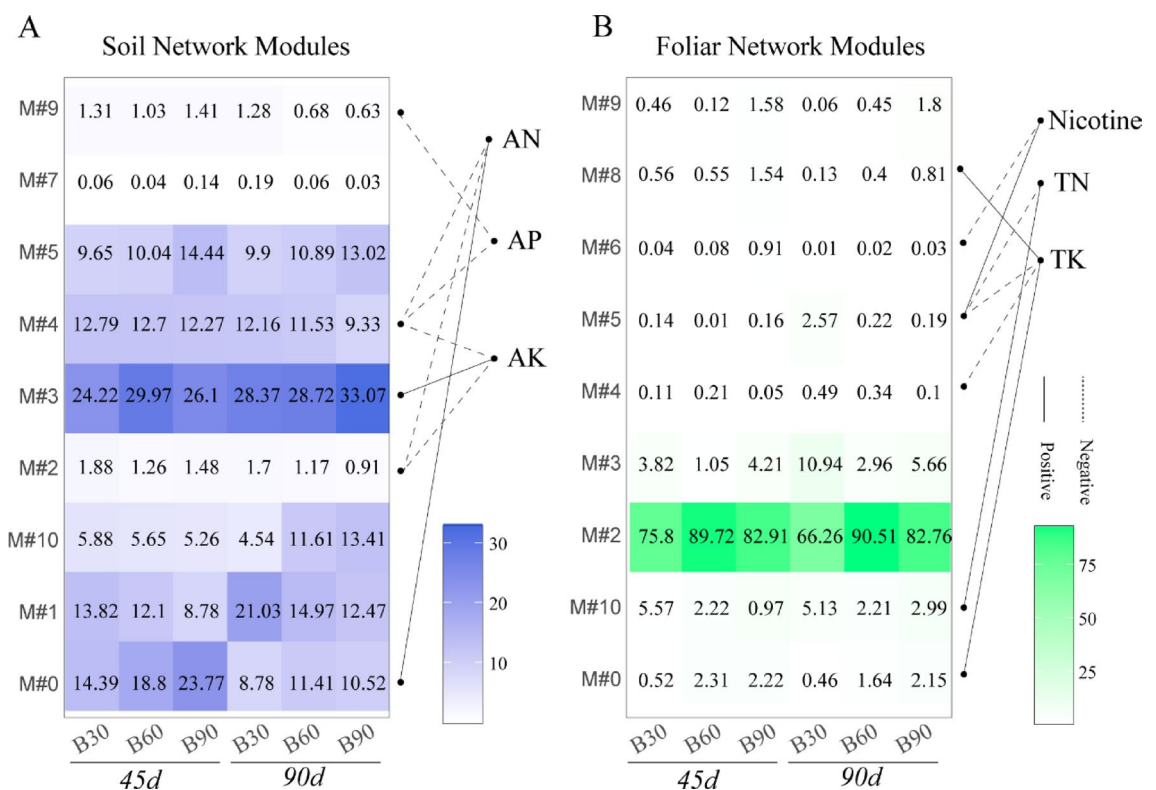 A
Soil Network Modules
M#9 1.31 1.03 1.41 1.28 0.68 0.63
M#7 0.06 0.04 0.14 0.19 0.06 0.03
M#5 9.65 10.04 14.44 9.9 10.89 13.02
M#4 12.79 12.7 12.27 12.16 11.53 9.33
M#3 24.22 29.97 26.1 28.37 28.72 33.07
M#2 1.88 1.26 1.48 1.7 1.17 0.91
M#10 5.88 5.65 5.26 4.54 11.61 13.41
M#1 13.82 12.1 8.78 21.03 14.97 12.47
M#0 14.39 18.8 23.77 8.78 11.41 10.52
B30 B60 B90 B30 B60 B90
45d 90d
AN
AP
AK
30
20
10
B
Foliar Network Modules
M#9 0.46 0.12 1.58 0.06 0.45 1.8
M#8 0.56 0.55 1.54 0.13 0.4 0.81
M#6 0.04 0.08 0.91 0.01 0.02 0.03
M#5 0.14 0.01 0.16 2.57 0.22 0.19
M#4 0.11 0.21 0.05 0.49 0.34 0.1
M#3 3.82 1.05 4.21 10.94 2.96 5.66
M#2 75.8 89.72 82.91 66.26 90.51 82.76
M#10 5.57 2.22 0.97 5.13 2.21 2.99
M#0 0.52 2.31 2.22 0.46 1.64 2.15
B30 B60 B90 B30 B60 B90
45d 90d
Nicotine
TN
TK
Negative
Positive
75
50
25